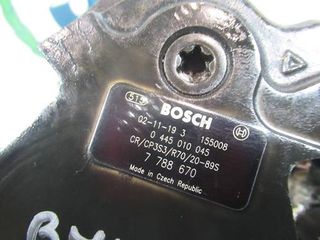 515 BOSCH
02-11-19 3 155008
0 445 010 045
CR/CP3S3/R70/20-89S
7 788 670
Made in Czech Republic